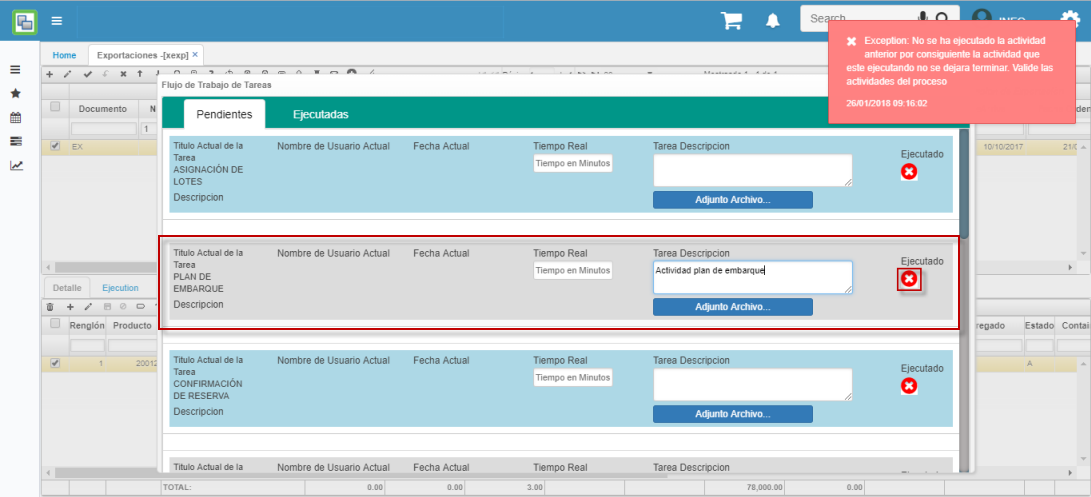 Search
INFO
Exception: No se ha ejecutado la actividad
anterior por consiguiente la actividad que
este ejecutando no se dejara terminar. Valide las
actividades del proceso
26/01/2018 09:16:02
Home
Exportaciones -[xexp] ×
Flujo de Trabajo de Tareas
Pendientes
Ejecutadas
Documento
N
1
EX
10/10/2017
Titulo Actual de la
Tarea
ASIGNACIÓN DE
LOTES
Descripcion
Nombre de Usuario Actual
Fecha Actual
Tiempo Real
Tiempo en Minutos
Tarea Descripcion
Adjunto Archivo...
Ejecutado
Titulo Actual de la
Tarea
PLAN DE
EMBARQUE
Descripcion
Nombre de Usuario Actual
Fecha Actual
Tiempo Real
Tiempo en Minutos
Tarea Descripcion
Actividad plan de embarque
Adjunto Archivo...
Ejecutado
Detalle
Ejecution
Renglón
Producto
regado
Estado
Contai
1
20012
A
Titulo Actual de la
Tarea
CONFIRMACIÓN
DE RESERVA
Descripcion
Nombre de Usuario Actual
Fecha Actual
Tiempo Real
Tiempo en Minutos
Tarea Descripcion
Adjunto Archivo...
Ejecutado
Titulo Actual de la
Nombre de Usuario Actual
Fecha Actual
Tiempo Real
Tarea Descripcion
TOTAL:
0.00
0.00
3.00
78,000.00
0.00